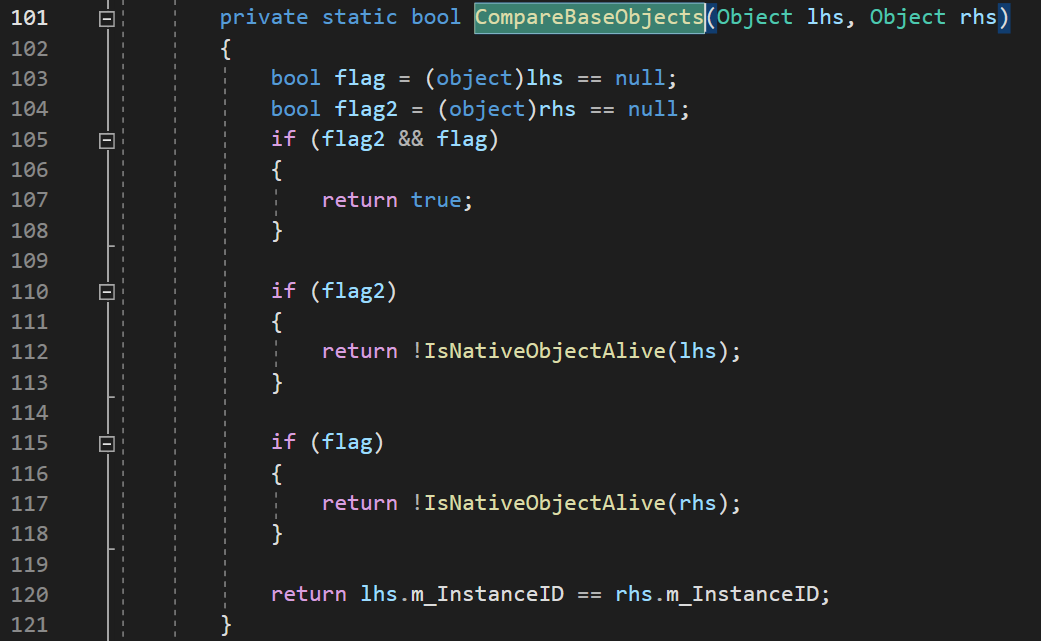 101 private static bool CompareBaseObjects(Object lhs, Object rhs)
102 {
103 bool flag = (object)lhs == null;
104 bool flag2 = (object)rhs == null;
105 if (flag2 && flag)
106 {
107 return true;
108 }
109
110 if (flag2)
111 {
112 return !IsNativeObjectAlive(lhs);
113 }
114
115 if (flag)
116 {
117 return !IsNativeObjectAlive(rhs);
118 }
119
120 return lhs.m_InstanceID == rhs.m_InstanceID;
121 }